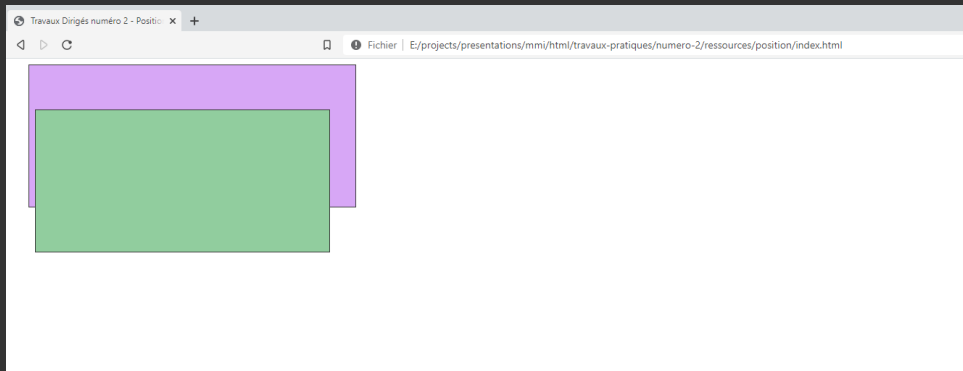 Travaux Dirigés numéro 2 - Positio
Fichier E:/projects/presentations/mmi/html/travaux-pratiques/numero-2/ressources/position/index.html